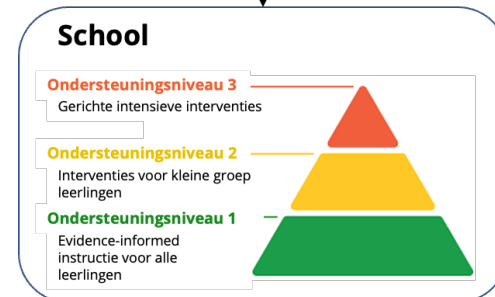 School
Ondersteuningsniveau 3
Gerichte intensieve interventies
Ondersteuningsniveau 2
Interventies voor kleine groep
leerlingen
Ondersteuningsniveau 1
Evidence-informed
instructie voor alle
leerlingen